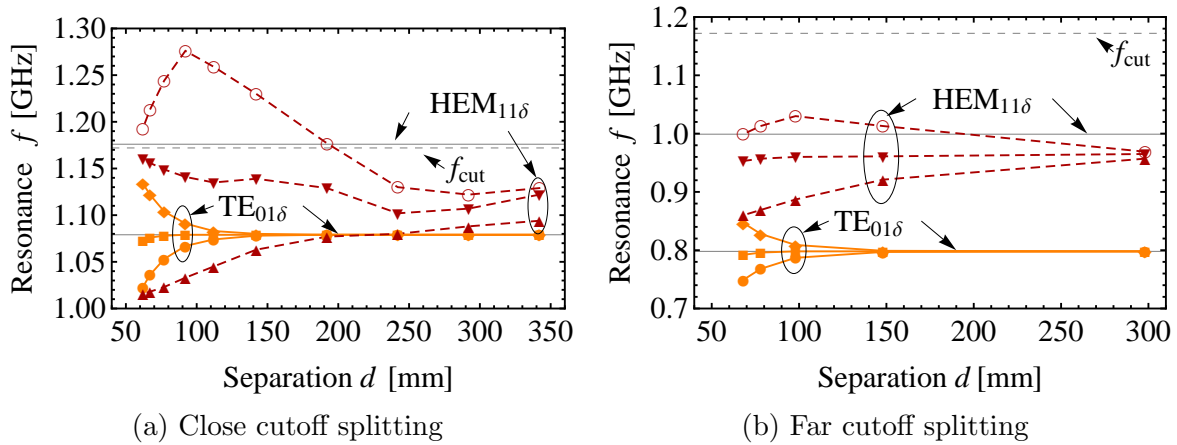 Resonance f [GHz]
1.30
1.25
1.20
1.15
1.10
1.05
1.00
HEM11δ
fcut
TE01δ
50 100 150 200 250 300 350
Separation d [mm]
(a) Close cutoff splitting
Resonance f [GHz]
1.2
1.1
1.0
0.9
0.8
0.7
fcut
HEM11δ
TE01δ
50 100 150 200 250 300
Separation d [mm]
(b) Far cutoff splitting